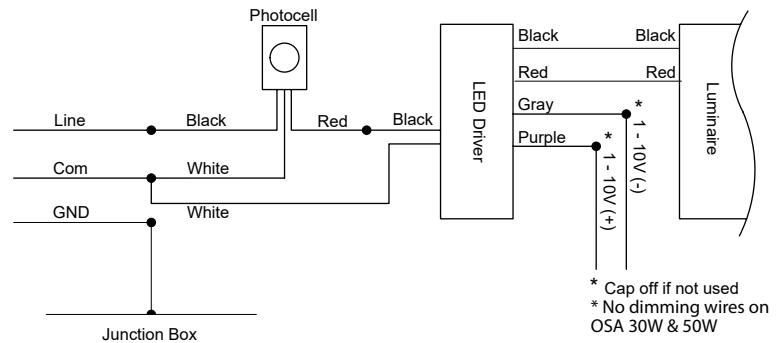 Photocell
Black
Black
Red
Red
Line
Black
Red
Black
Gray
Purple
LED Driver
Luminaire
* 1 - 10V (-)
* 1 - 10V (+)
Com
White
GND
White
* Cap off if not used
* No dimming wires on
OSA 30W & 50W
Junction Box